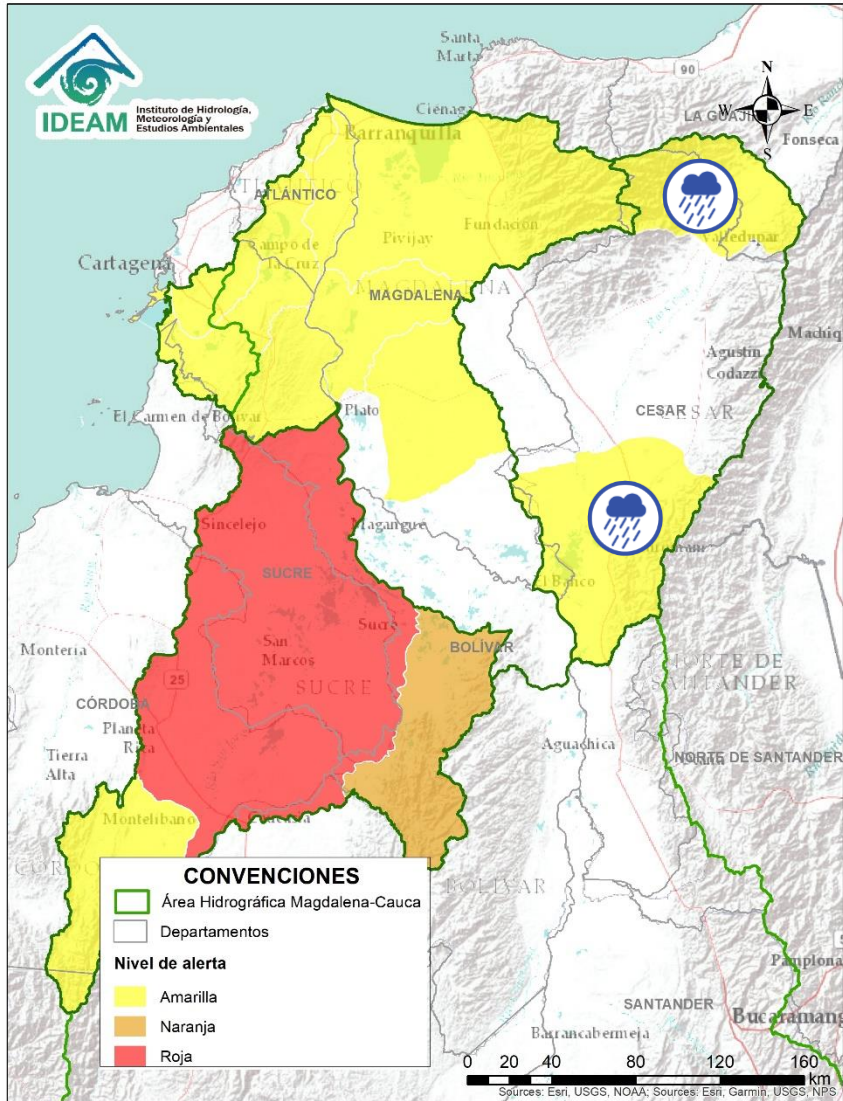 IDEAM
Instituto de Hidrología,
Meteorología y
Estudios Ambientales
Santa
Marta
90
N
W
E
S
LA GUAJIRA
Fonseca
Ciénaga
Barranquilla
ATLÁNTICO
Fundación
Pivijay
Campo de
la Cruz
Valledupar
Cartagena
MAGDALENA
MAGDALENA
Agustín
Codazzi
CESAR
CESAR
El Carmen de Bolívar
Plato
Sincelejo
Magangue
SUCRE
El Banco
Sucre
BOLÍVAR
San
Marcos
Montería
25
SUCRE
NORTE DE
SANTANDER
CÓRDOBA
Planeta
Rica
Tierra
Alta
Aguachica
NORTE DE SANTANDER
Montelibano
BOLÍVAR
CONVENCIONES
Área Hidrográfica Magdalena-Cauca
Departamentos
Nivel de alerta
Amarilla
Naranja
Roja
Pamplona
SANTANDER
Bucaramang
Barrancabermeja
0 20 40 80 120 160
km
Sources: Esri, USGS, NOAA; Sources: Esri, Garmin, USGS, NPS